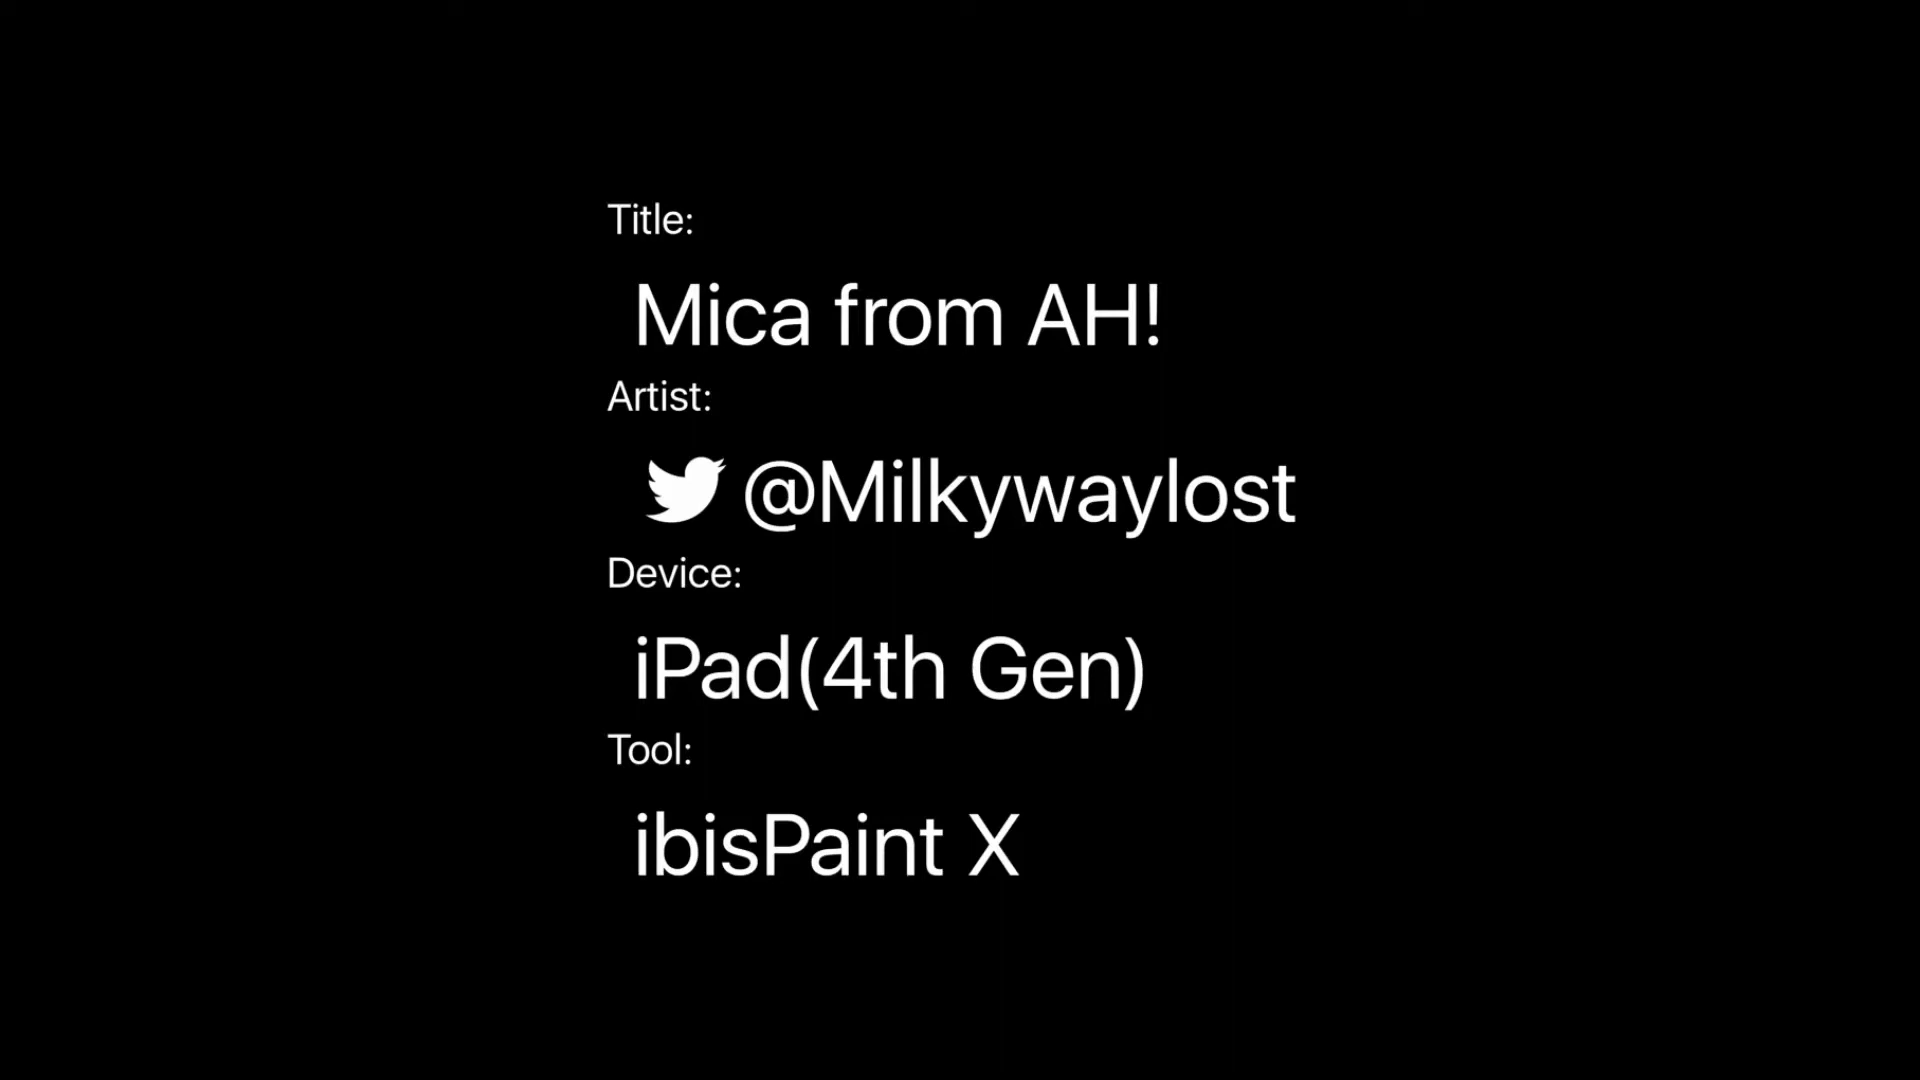 Title:
Mica from AH!
Artist:
@Milkywaylost
Device:
iPad(4th Gen)
Tool:
ibisPaint X